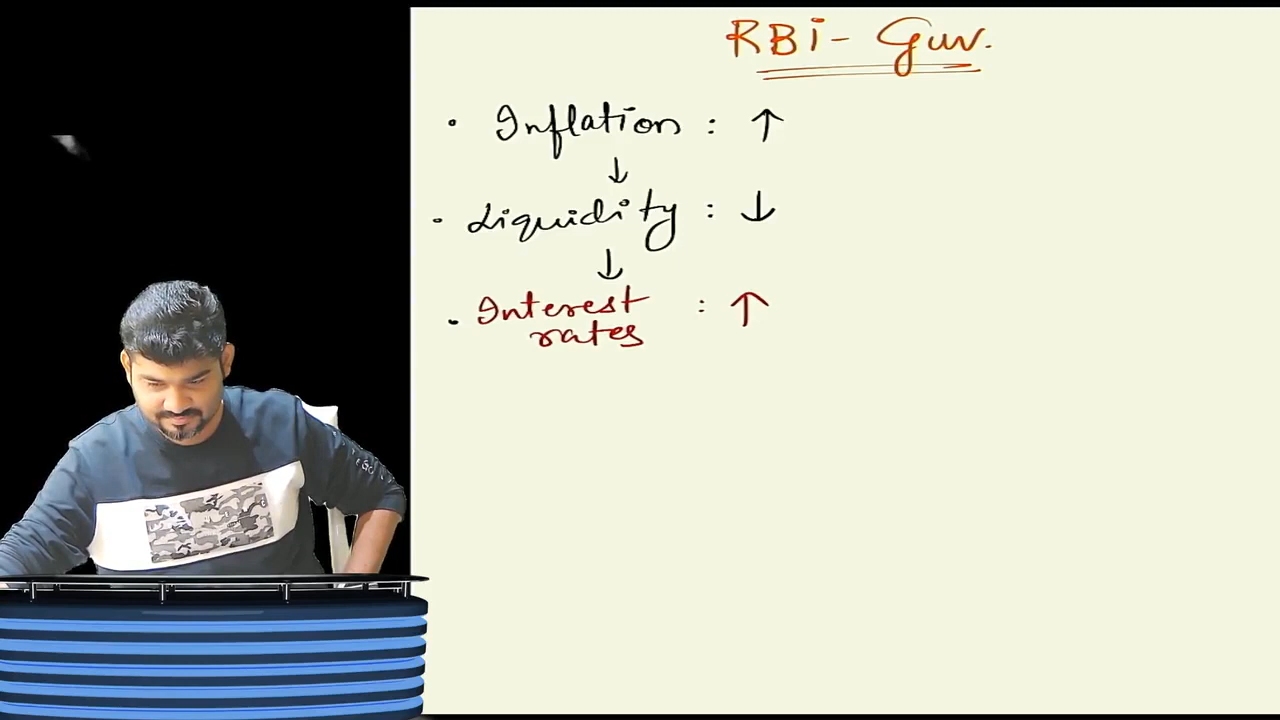 RBI - Guv.
• Inflation : ↑
↓
• Liquidity : ↓
↓
• Interest : ↑
rates